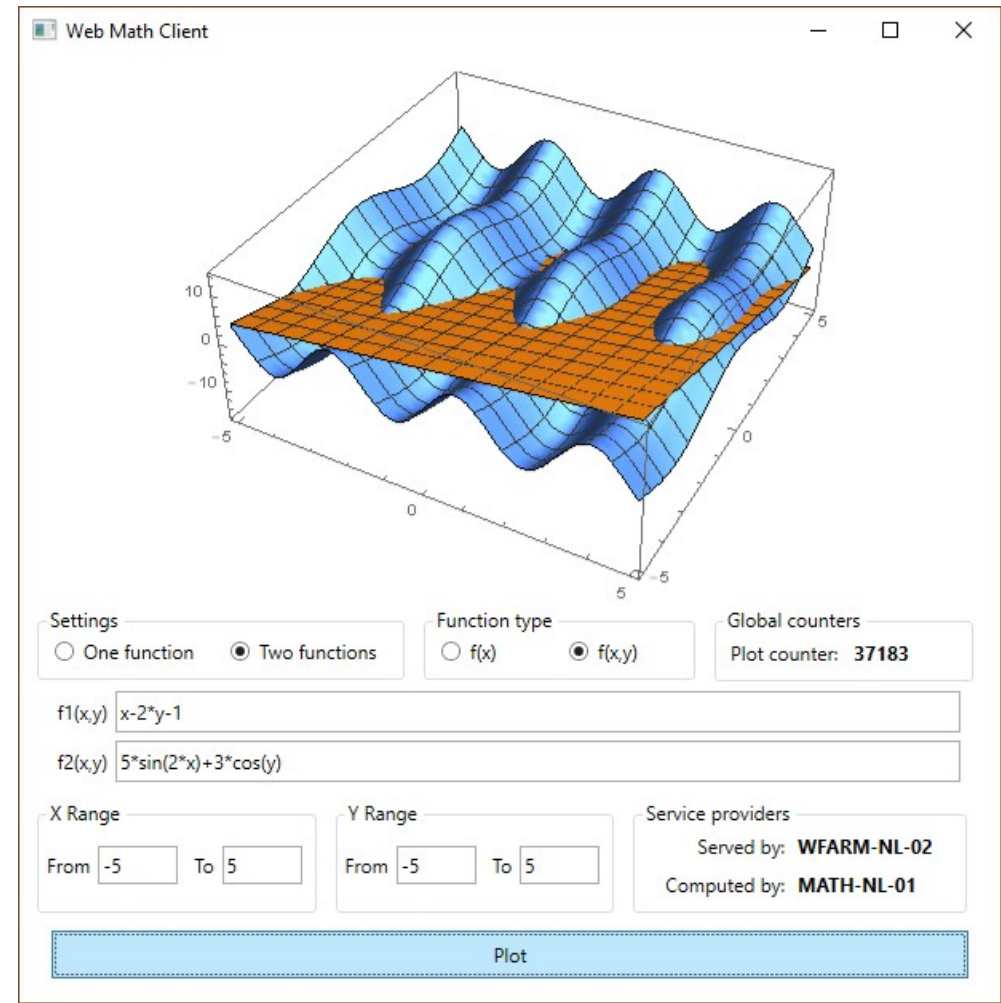 Web Math Client
10
0
-10
-5
0
5
-5
0
5
Settings
One function Two functions
Function type
f(x) f(x,y)
Global counters
Plot counter: 37183
f1(x,y) x-2*y-1
f2(x,y) 5*sin(2*x)+3*cos(y)
X Range
From -5 To 5
Y Range
From -5 To 5
Service providers
Served by: WFARM-NL-02
Computed by: MATH-NL-01
Plot